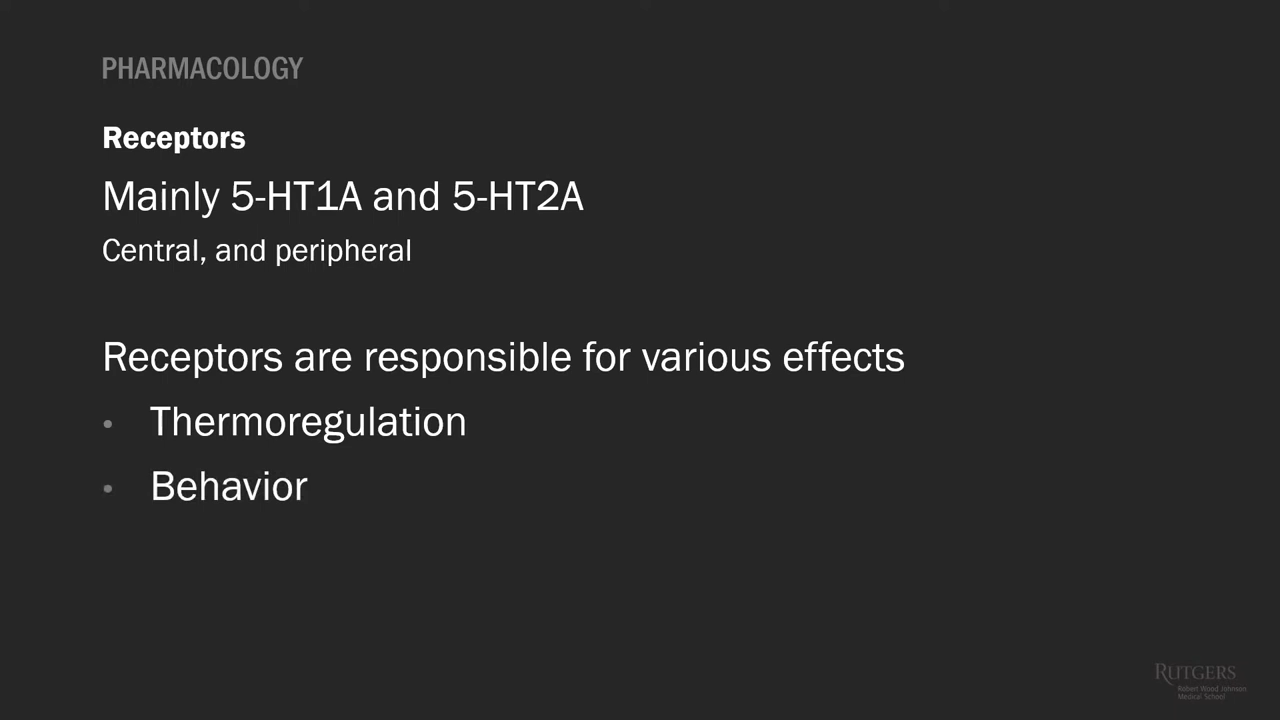 PHARMACOLOGY
Receptors
Mainly 5-HT1A and 5-HT2A
Central, and peripheral
Receptors are responsible for various effects
• Thermoregulation
• Behavior
RUTGERS
Robert Wood Johnson
Medical School